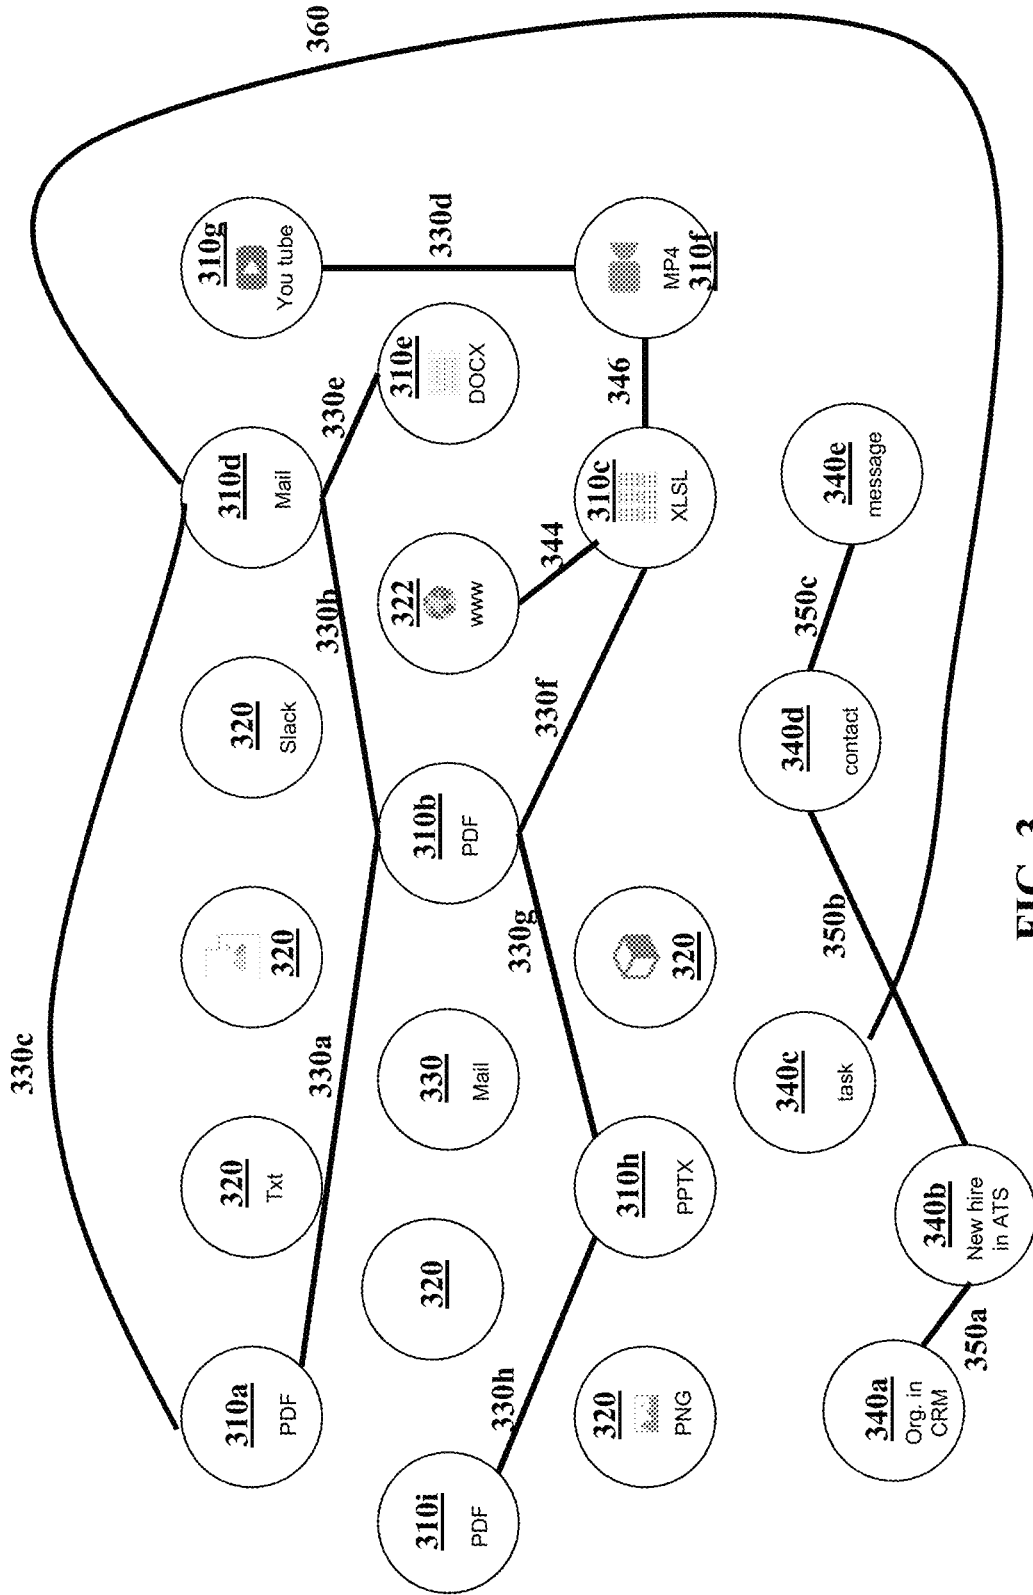 330c
360
310a
PDF
320
Txt
320
320
Slack
310d
Mail
310g
You tube
330a
330b
330e
330d
310i
PDF
320
330
Mail
310b
PDF
322
www
310e
DOCX
330h
330g
330f
344
346
320
PNG
310h
PPTX
320
310c
XLSL
MP4
310f
340c
task
340d
contact
340e
message
350b
350c
340a
Org. in
CRM
340b
New hire
in ATS
350a
FIG. 3